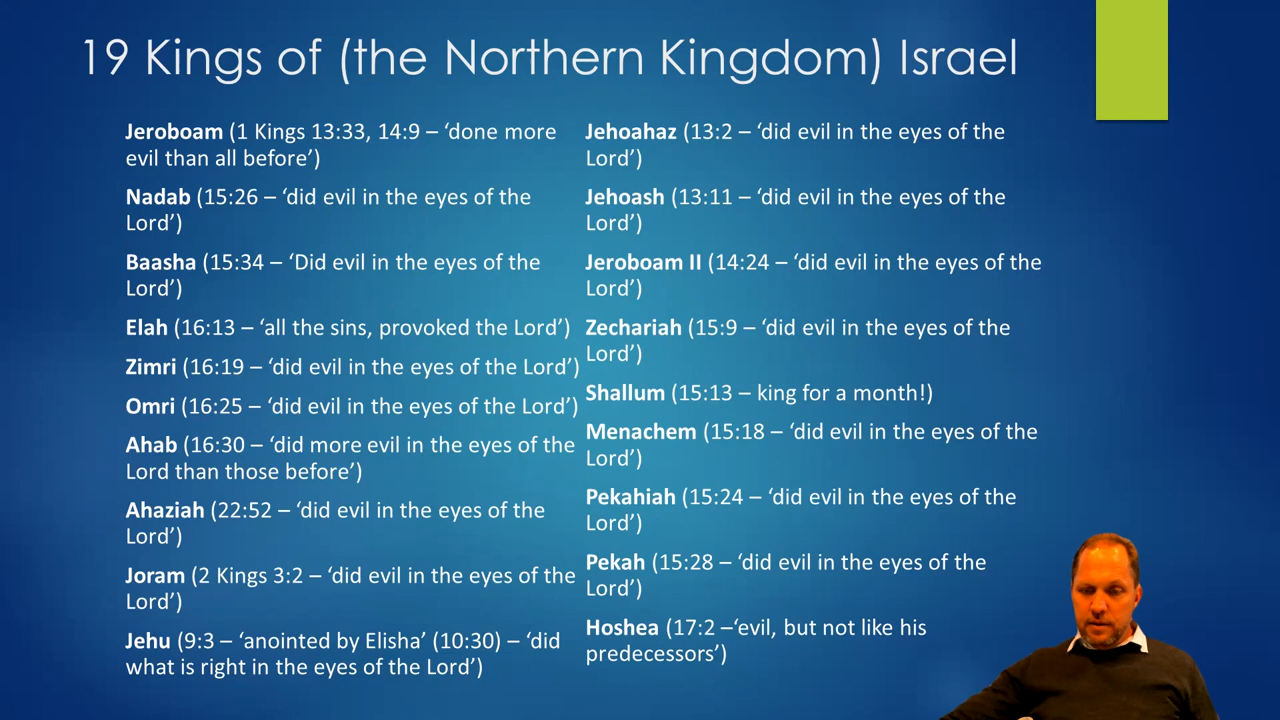 19 Kings of (the Northern Kingdom) Israel
Jeroboam (1 Kings 13:33, 14:9 – ‘done more
evil than all before’)
Nadab (15:26 – ‘did evil in the eyes of the
Lord’)
Baasha (15:34 – ‘Did evil in the eyes of the
Lord’)
Elah (16:13 – ‘all the sins, provoked the Lord’)
Zimri (16:19 – ‘did evil in the eyes of the Lord’)
Omri (16:25 – ‘did evil in the eyes of the Lord’)
Ahab (16:30 – ‘did more evil in the eyes of the
Lord than those before’)
Ahaziah (22:52 – ‘did evil in the eyes of the
Lord’)
Joram (2 Kings 3:2 – ‘did evil in the eyes of the
Lord’)
Jehu (9:3 – ‘anointed by Elisha’ (10:30) – ‘did
what is right in the eyes of the Lord’)
Jehoahaz (13:2 – ‘did evil in the eyes of the
Lord’)
Jehoash (13:11 – ‘did evil in the eyes of the
Lord’)
Jeroboam II (14:24 – ‘did evil in the eyes of the
Lord’)
Zechariah (15:9 – ‘did evil in the eyes of the
Lord’)
Shallum (15:13 – king for a month!)
Menachem (15:18 – ‘did evil in the eyes of the
Lord’)
Pekahiah (15:24 – ‘did evil in the eyes of the
Lord’)
Pekah (15:28 – ‘did evil in the eyes of the
Lord’)
Hoshea (17:2 –‘evil, but not like his
predecessors’)